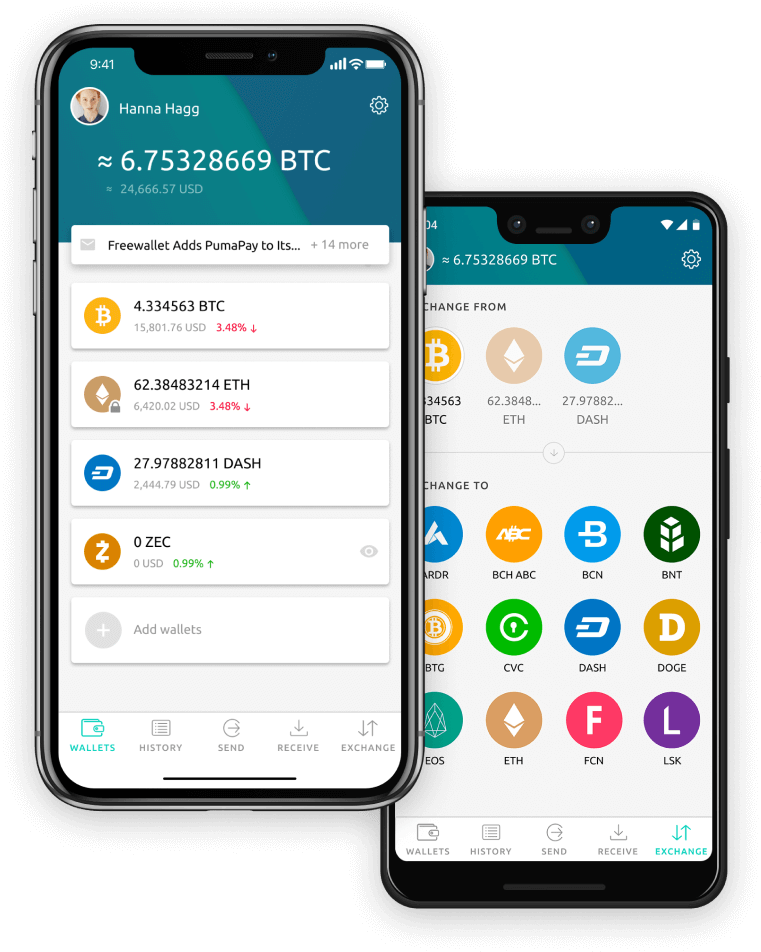 9:41
Hanna Hagg
≈ 6.75328669 BTC
≈ 24,666.57 USD
Freewallet Adds PumaPay to Its... + 14 more
4.334563 BTC
15,801.76 USD 3.48% ↓
62.38483214 ETH
6,420.02 USD 3.48% ↓
27.97882811 DASH
2,444.79 USD 0.99% ↑
0 ZEC
0 USD 0.99% ↑
Add wallets
WALLETS HISTORY SEND RECEIVE EXCHANGE
04
≈ 6.75328669 BTC
CHANGE FROM
334563 62.3848... 27.97882...
BTC ETH DASH
CHANGE TO
ABC
ARDR BCH ABC BCN BNT
BTG CVC DASH DOGE
F L
EOS ETH FCN LSK
WALLETS HISTORY SEND RECEIVE EXCHANGE